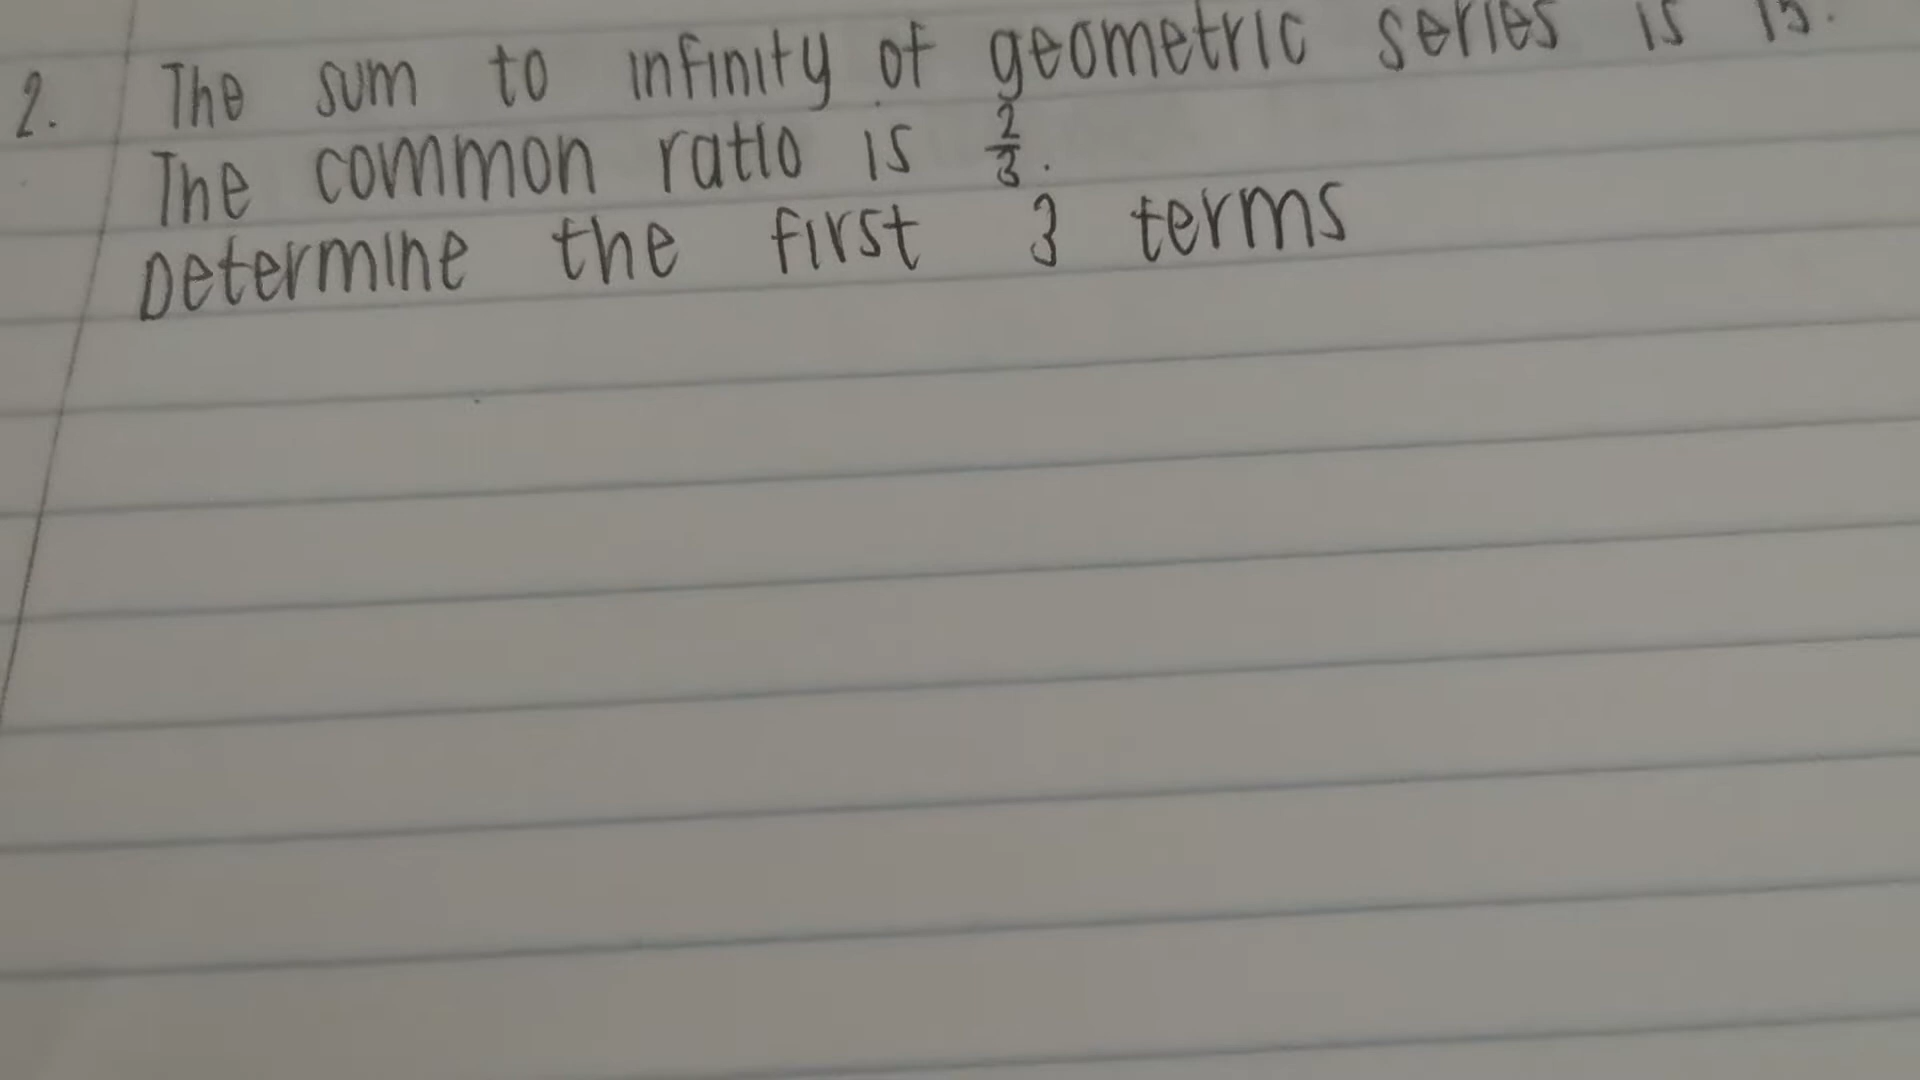 2. The sum to infinity of geometric series is
The common ratio is 2/3.
Determine the first 3 terms